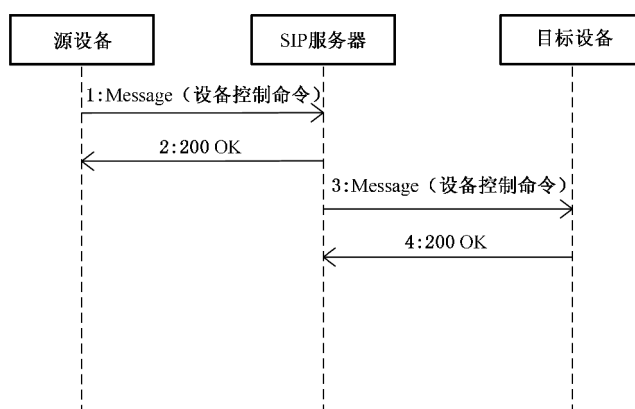 源设备
SIP服务器
目标设备
1:Message（设备控制命令）
2:200 OK
3:Message（设备控制命令）
4:200 OK